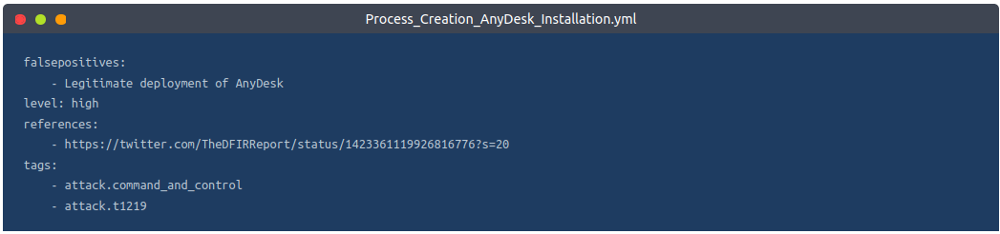 Process_Creation_AnyDesk_Installation.yml
falsepositives:
    - Legitimate deployment of AnyDesk
level: high
references:
    - https://twitter.com/TheDFIRReport/status/1423361119926816776?s=20
tags:
    - attack.command_and_control
    - attack.t1219